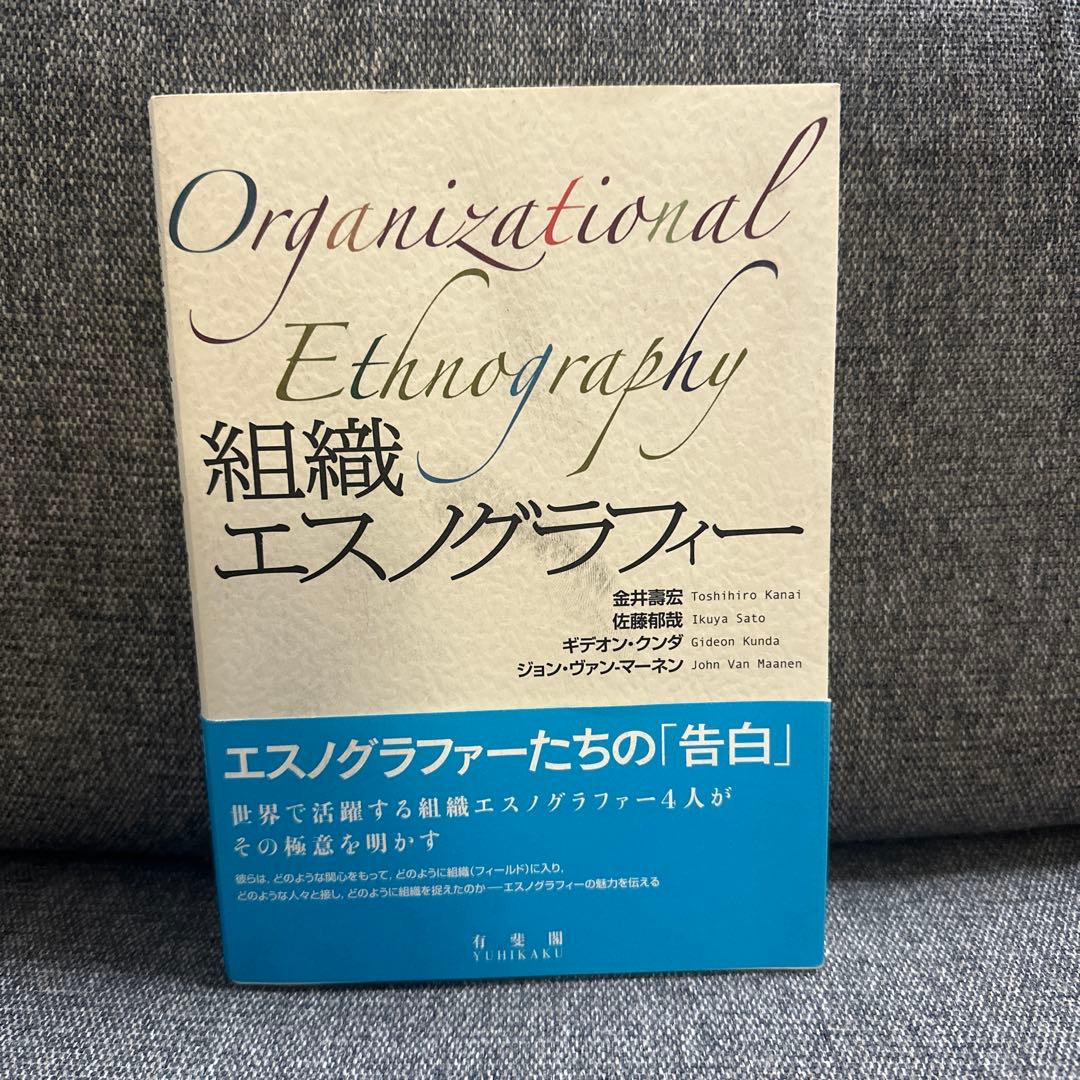 Organizational
Ethnography
組織
エスノグラフィー
金井壽宏 Toshihiro Kanai
佐藤郁哉 Ikuya Sato
ギデオン・クンダ Gideon Kunda
ジョン・ヴァン-マーネン John Van Maanen
エスノグラファーたちの「告白」
世界で活躍する組織エスノグラファー4人が
その極意を明かす
彼らは、どのような関心をもって、どのように組織(フィールド)に入り、
どのような人々と接し、どのように組織を捉えたのか──エスノグラフィーの魅力を伝える
有斐閣
YUHIKAKU